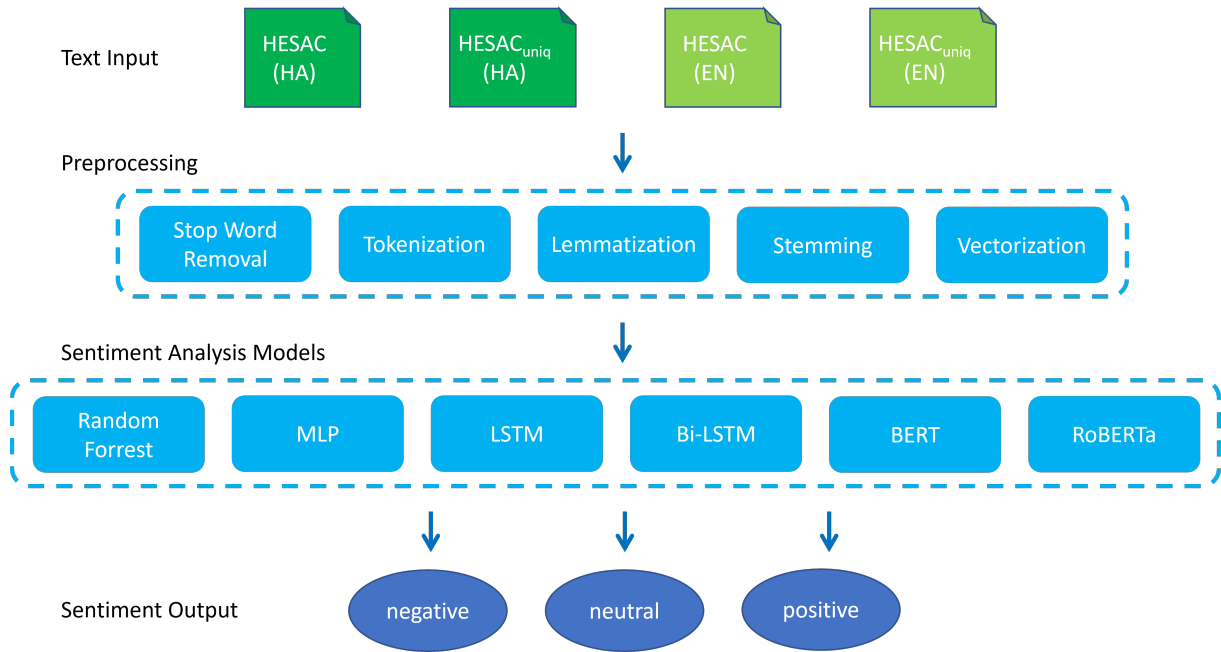 Text Input
HESAC
(HA)
HESACuniq
(HA)
HESAC
(EN)
HESACuniq
(EN)
Preprocessing
Stop Word
Removal
Tokenization
Lemmatization
Stemming
Vectorization
Sentiment Analysis Models
Random
Forrest
MLP
LSTM
Bi-LSTM
BERT
RoBERTa
Sentiment Output
negative
neutral
positive